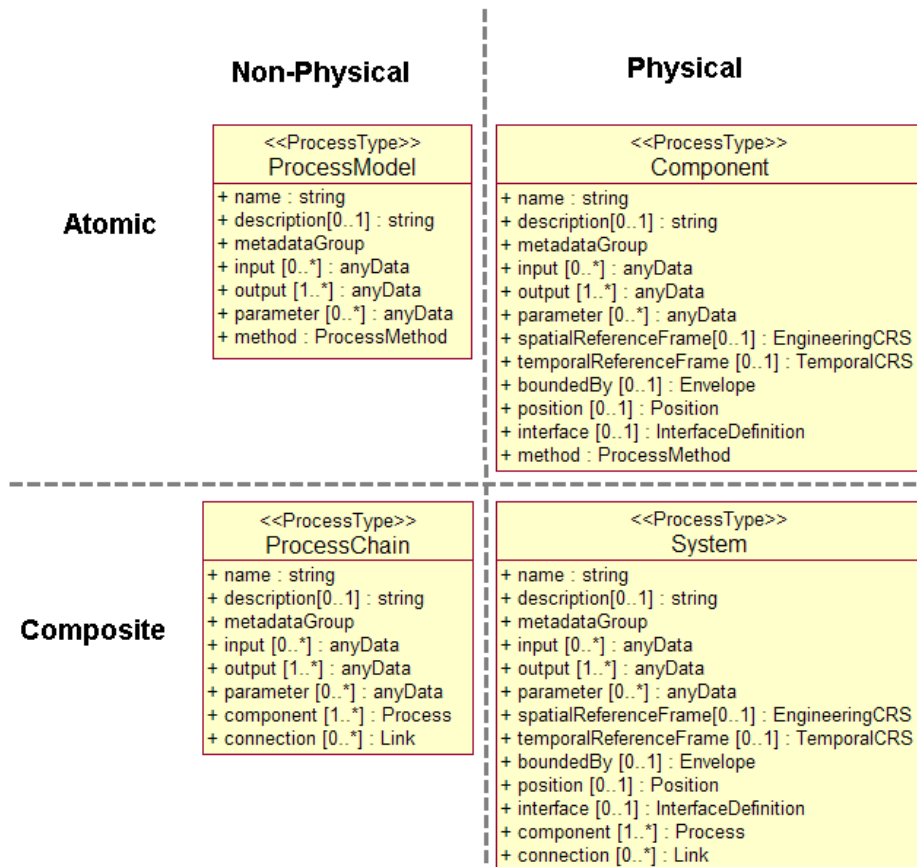 Non-Physical
Physical
Atomic
<<ProcessType>>
ProcessModel
+ name : string
+ description[0..1] : string
+ metadataGroup
+ input [0..*] : anyData
+ output [1..*] : anyData
+ parameter [0..*] : anyData
+ method : ProcessMethod
<<ProcessType>>
Component
+ name : string
+ description[0..1] : string
+ metadataGroup
+ input [0..*] : anyData
+ output [1..*] : anyData
+ parameter [0..*] : anyData
+ spatialReferenceFrame[0..1] : EngineeringCRS
+ temporalReferenceFrame [0..1] : TemporalCRS
+ boundedBy [0..1] : Envelope
+ position [0..1] : Position
+ interface [0..1] : InterfaceDefinition
+ method : ProcessMethod
Composite
<<ProcessType>>
ProcessChain
+ name : string
+ description[0..1] : string
+ metadataGroup
+ input [0..*] : anyData
+ output [1..*] : anyData
+ parameter [0..*] : anyData
+ component [1..*] : Process
+ connection [0..*] : Link
<<ProcessType>>
System
+ name : string
+ description[0..1] : string
+ metadataGroup
+ input [0..*] : anyData
+ output [1..*] : anyData
+ parameter [0..*] : anyData
+ spatialReferenceFrame[0..1] : EngineeringCRS
+ temporalReferenceFrame [0..1] : TemporalCRS
+ boundedBy [0..1] : Envelope
+ position [0..1] : Position
+ interface [0..1] : InterfaceDefinition
+ component [1..*] : Process
+ connection [0..*] : Link